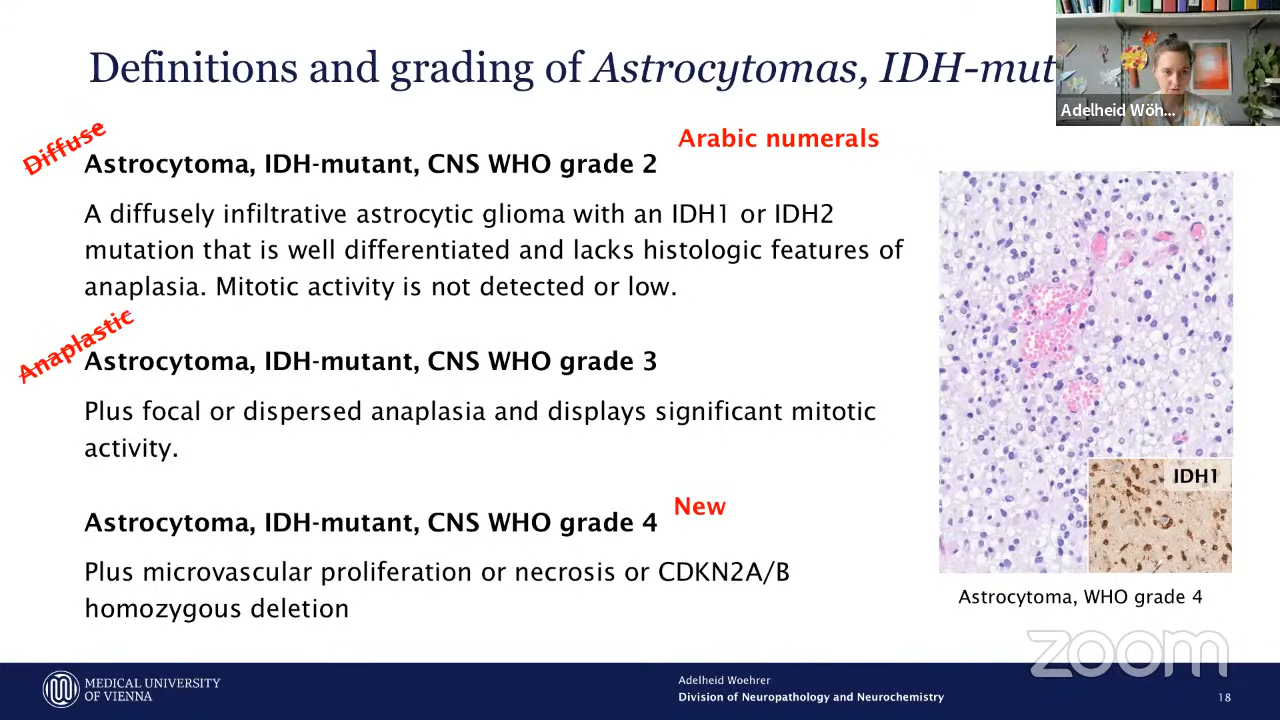 Definitions and grading of Astrocytomas, IDH-mut
Adelheid Wöh...
Diffuse
Arabic numerals
Astrocytoma, IDH-mutant, CNS WHO grade 2
A diffusely infiltrative astrocytic glioma with an IDH1 or IDH2
mutation that is well differentiated and lacks histologic features of
anaplasia. Mitotic activity is not detected or low.
Anaplastic
Astrocytoma, IDH-mutant, CNS WHO grade 3
Plus focal or dispersed anaplasia and displays significant mitotic
activity.
New
Astrocytoma, IDH-mutant, CNS WHO grade 4
Plus microvascular proliferation or necrosis or CDKN2A/B
homozygous deletion
IDH1
Astrocytoma, WHO grade 4
zoom
MEDICAL UNIVERSITY
OF VIENNA
Adelheid Woehrer
Division of Neuropathology and Neurochemistry
18